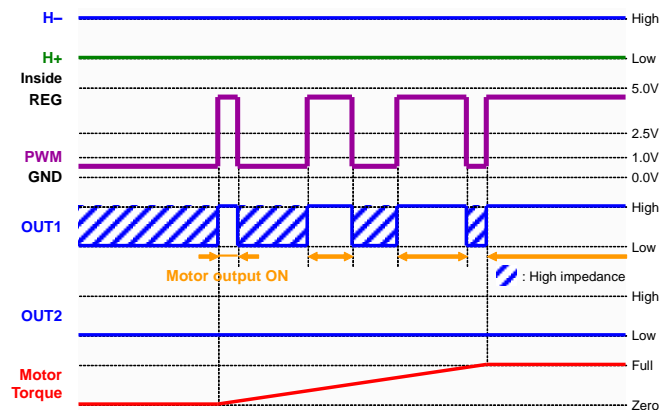 H–
High
H+
Low
Inside
REG
5.0V
2.5V
PWM
1.0V
GND
0.0V
OUT1
High
Low
Motor output ON
: High impedance
High
OUT2
Low
Motor
Torque
Full
Zero